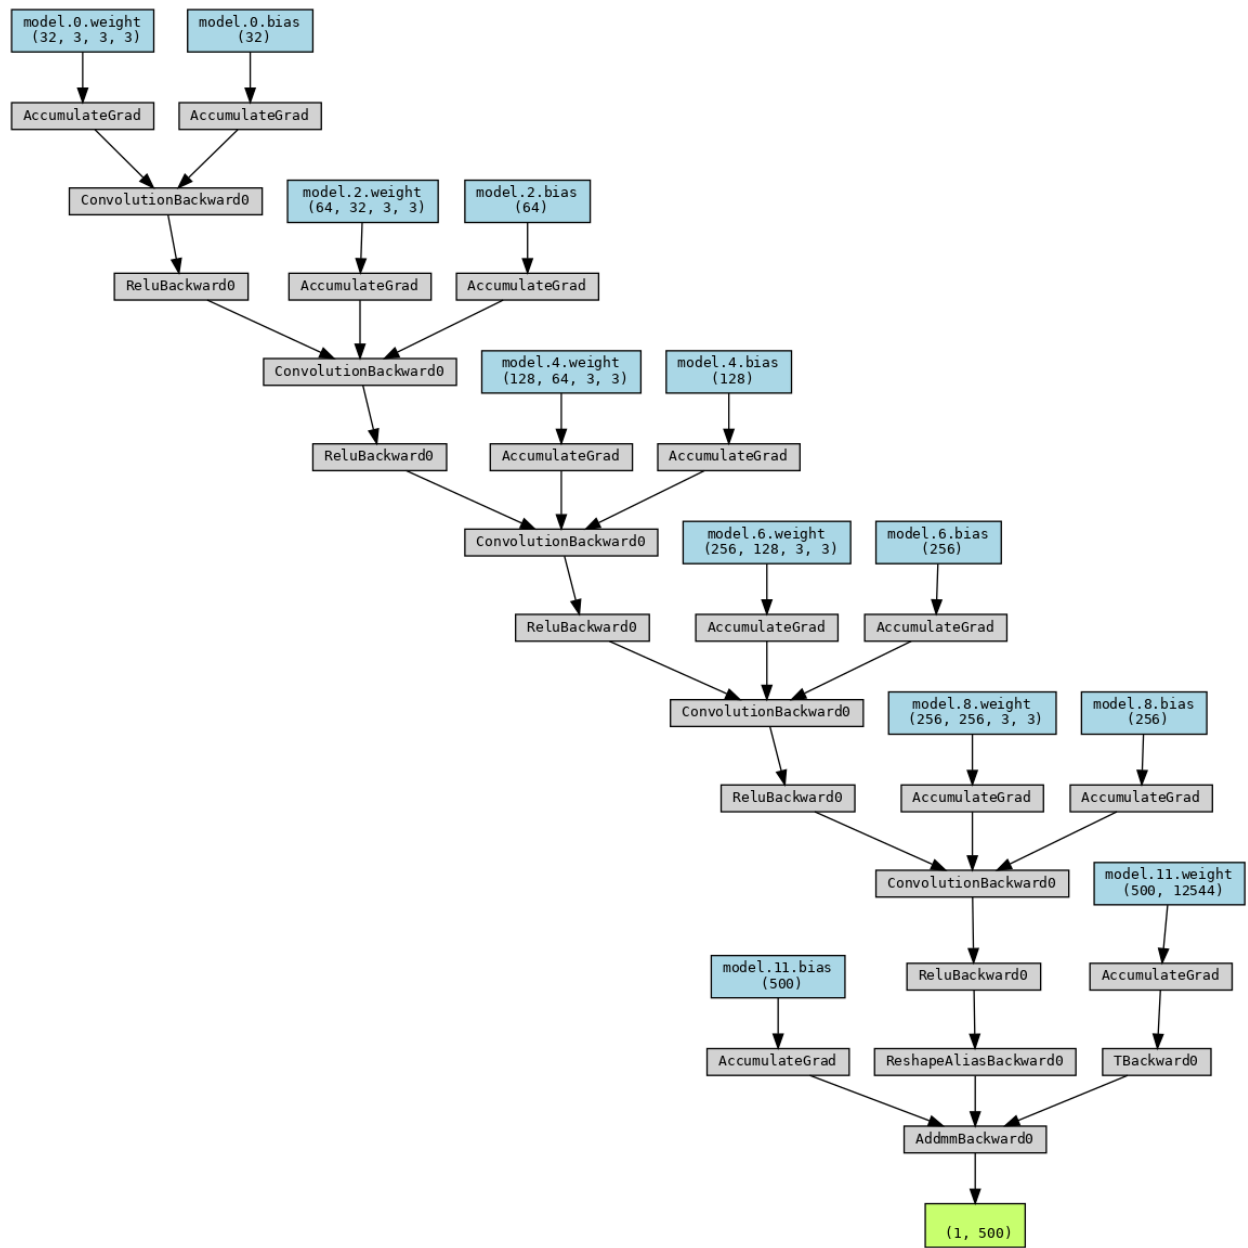 model.0.weight
(32, 3, 3, 3)
model.0.bias
(32)
AccumulateGrad
AccumulateGrad
ConvolutionBackward0
model.2.weight
(64, 32, 3, 3)
model.2.bias
(64)
ReluBackward0
AccumulateGrad
AccumulateGrad
ConvolutionBackward0
model.4.weight
(128, 64, 3, 3)
model.4.bias
(128)
ReluBackward0
AccumulateGrad
AccumulateGrad
ConvolutionBackward0
model.6.weight
(256, 128, 3, 3)
model.6.bias
(256)
ReluBackward0
AccumulateGrad
AccumulateGrad
ConvolutionBackward0
model.8.weight
(256, 256, 3, 3)
model.8.bias
(256)
ReluBackward0
AccumulateGrad
AccumulateGrad
ConvolutionBackward0
model.11.weight
(500, 12544)
model.11.bias
(500)
ReluBackward0
AccumulateGrad
AccumulateGrad
ReshapeAliasBackward0
TBackward0
AddmmBackward0
(1, 500)